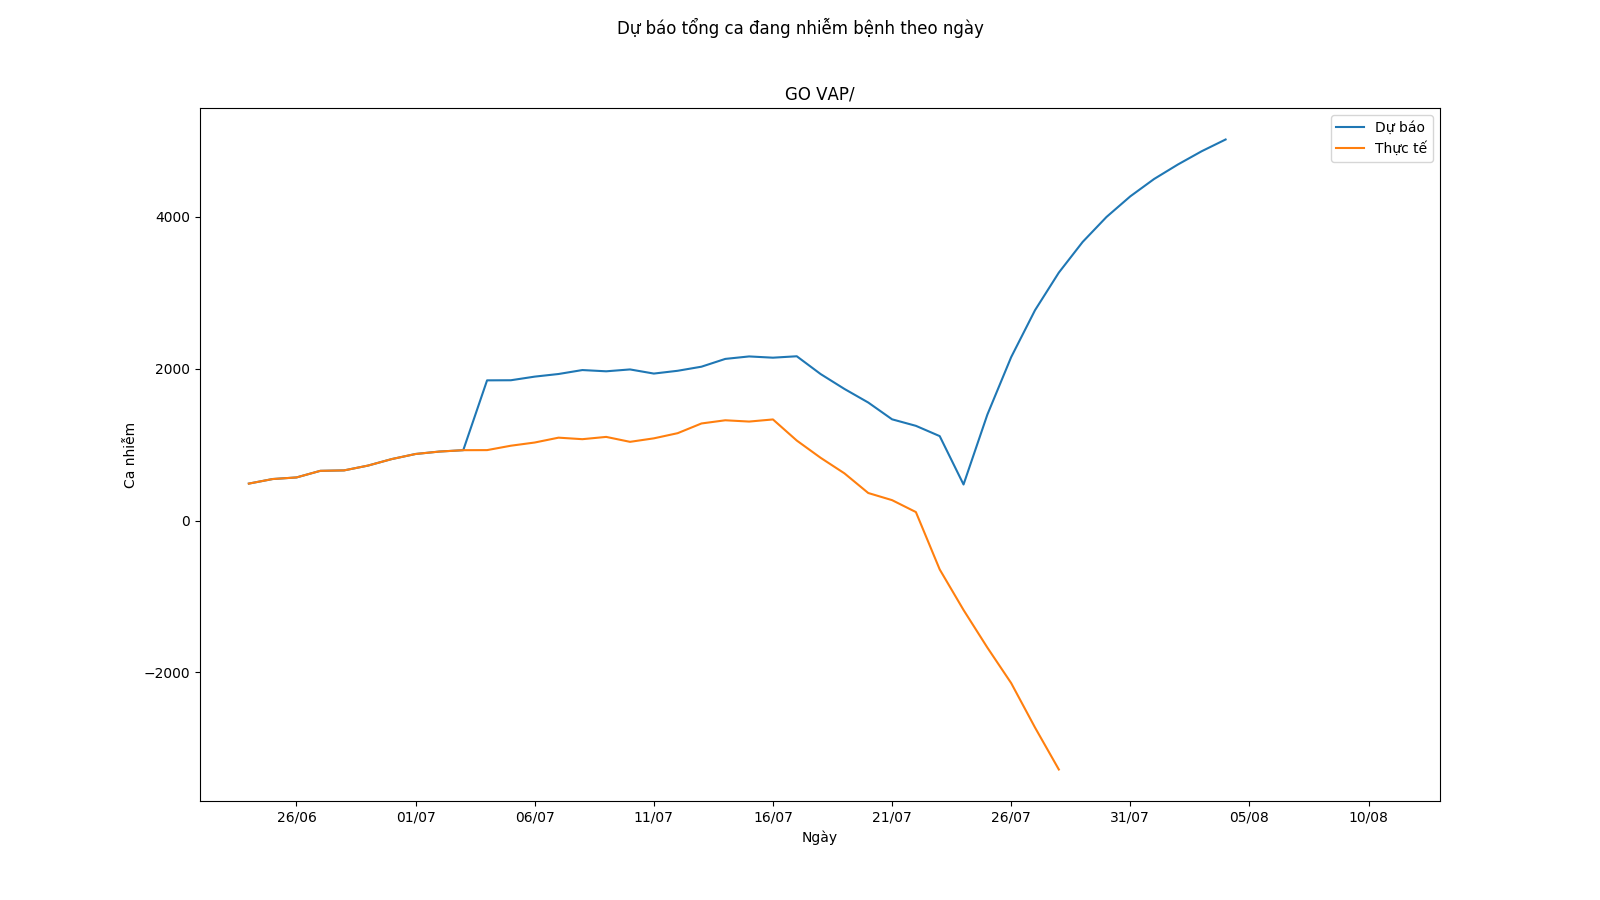 Dự báo tổng ca đang nhiễm bệnh theo ngày
GO VAP/
Dự báo
Thực tế
4000
2000
0
−2000
Ca nhiễm
26/06 01/07 06/07 11/07 16/07 21/07 26/07 31/07 05/08 10/08
Ngày